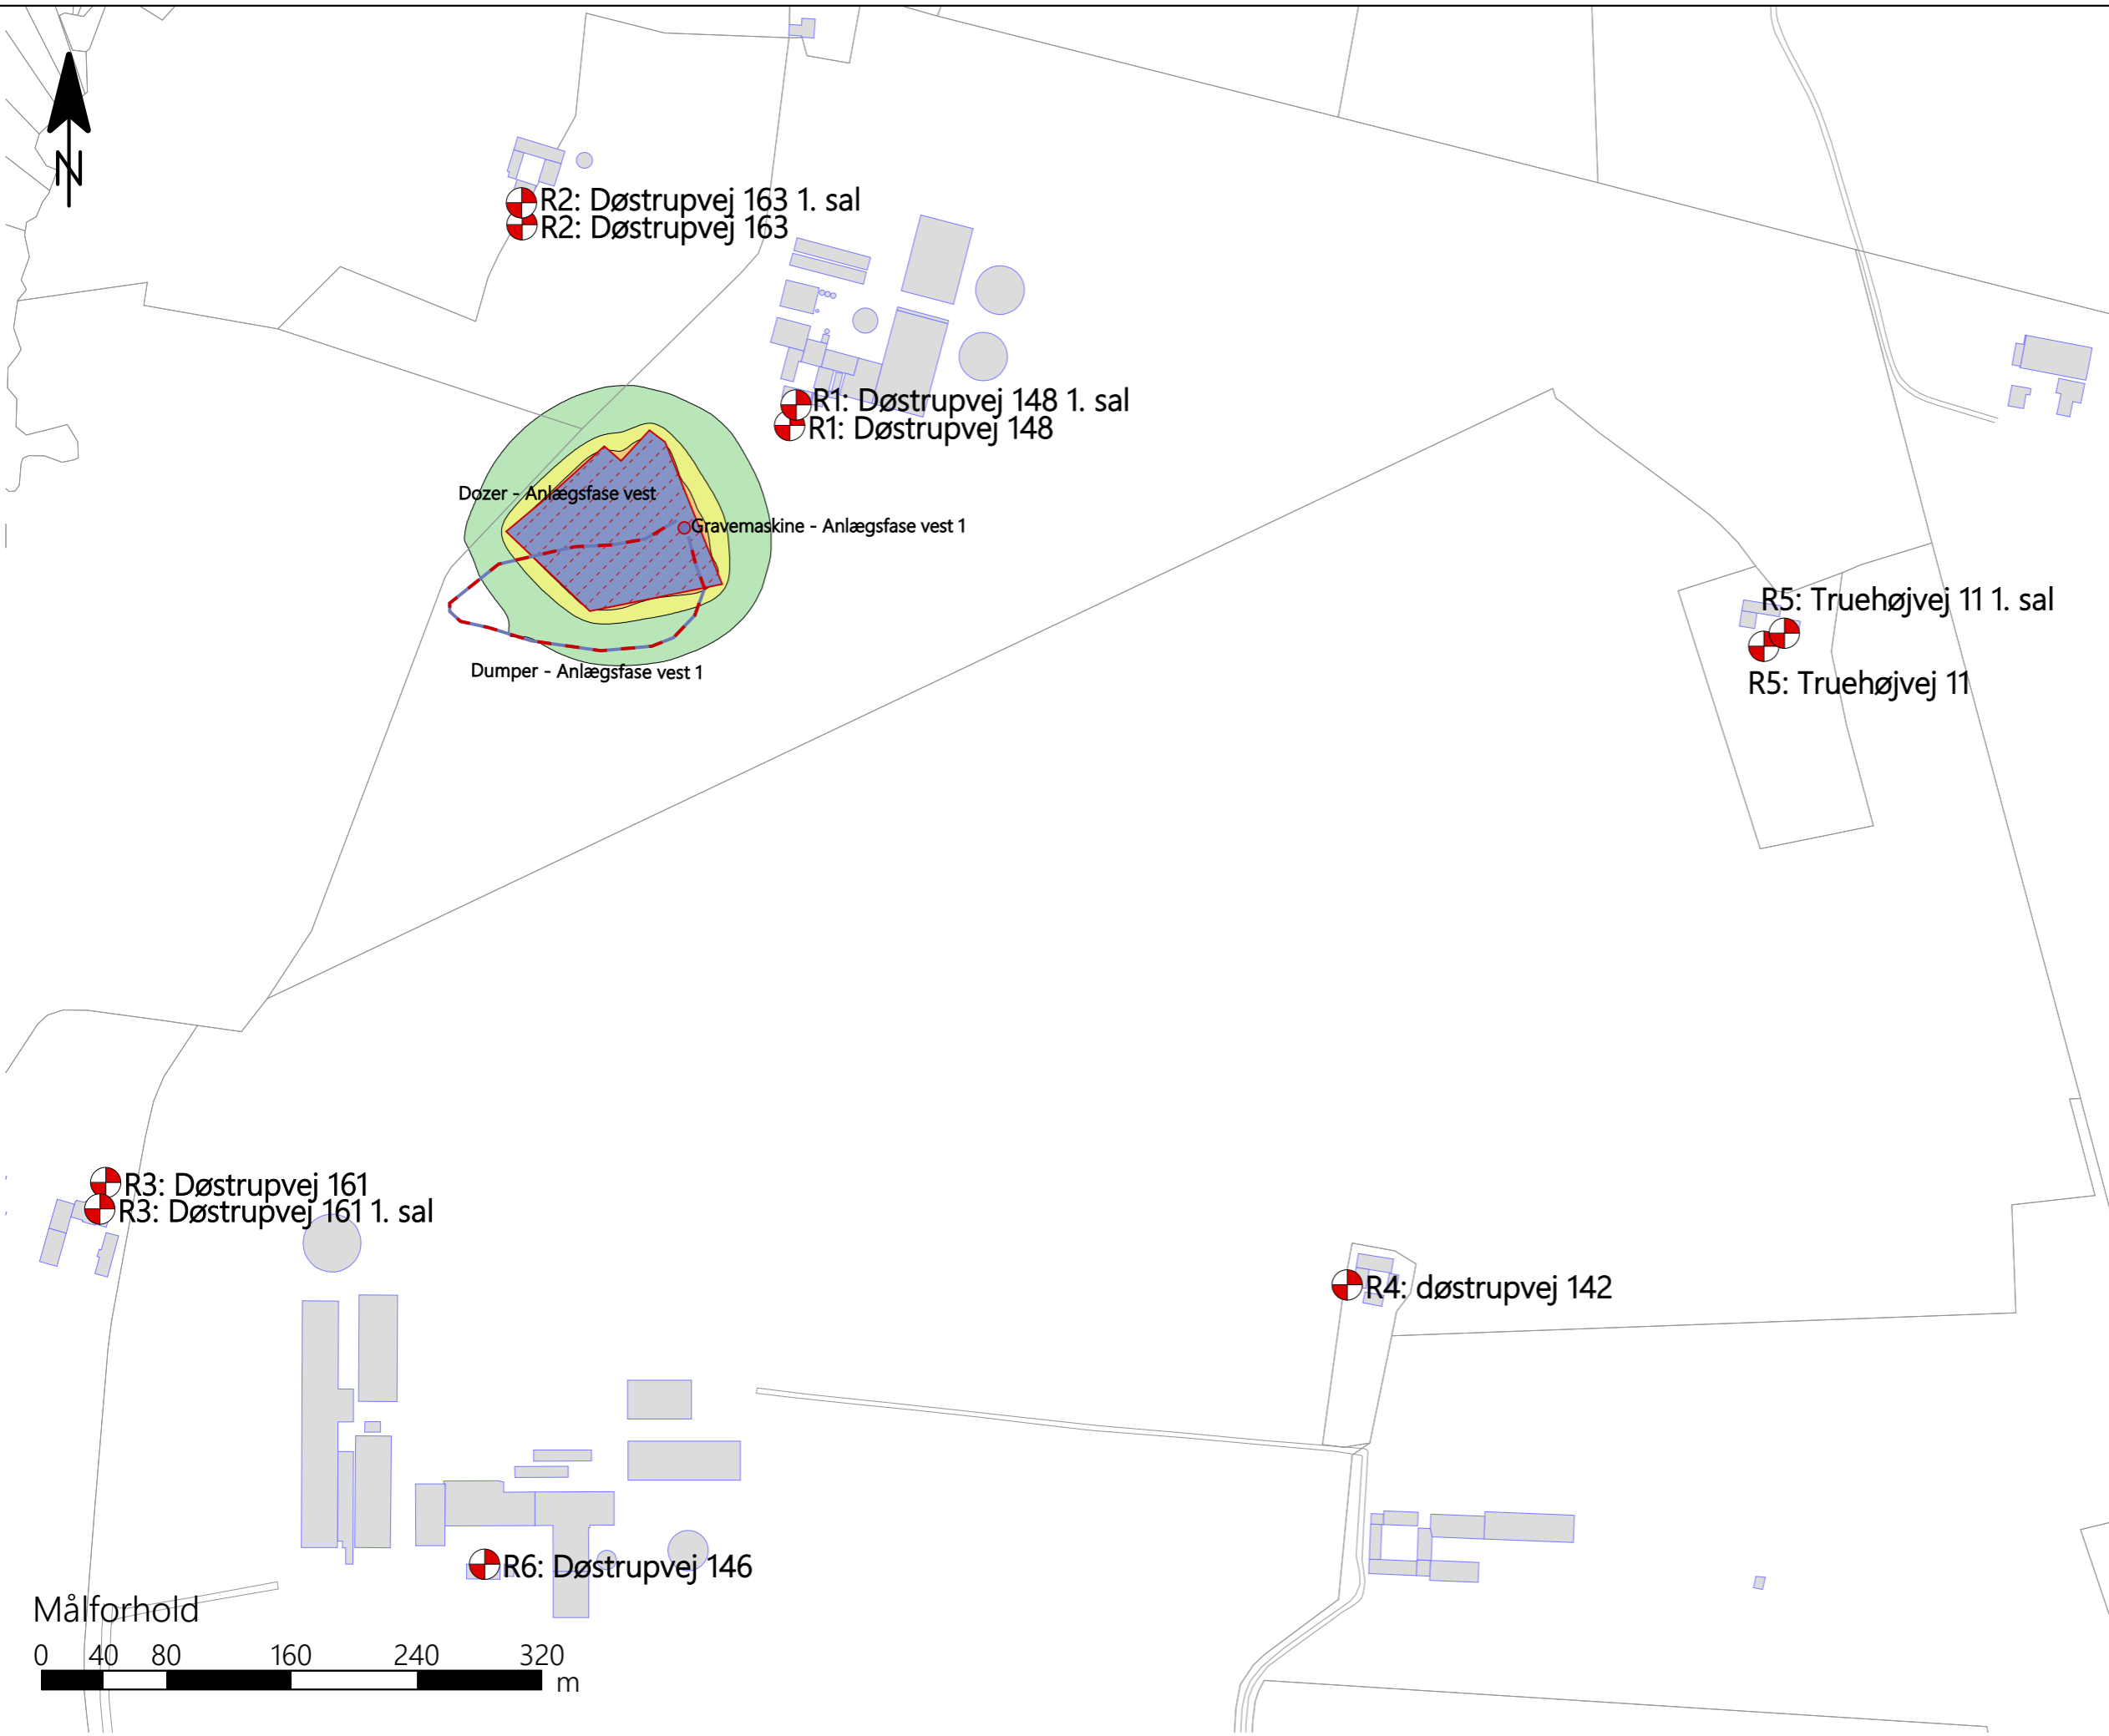 N
R2: Døstrupvej 163 1. sal
R2: Døstrupvej 163
R1: Døstrupvej 148 1. sal
R1: Døstrupvej 148
Dozer - Anlægsfase vest
Gravemaskine - Anlægsfase vest 1
Dumper - Anlægsfase vest 1
R5: Truehøjvej 11 1. sal
R5: Truehøjvej 11
R3: Døstrupvej 161
R3: Døstrupvej 161 1. sal
R4: døstrupvej 142
R6: Døstrupvej 146
Målforhold
0 40 80 160 240 320
m